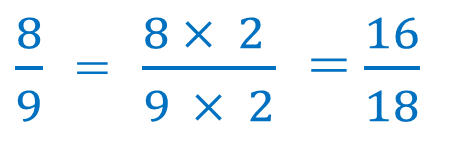 8/9 = (8 × 2)/(9 × 2) = 16/18